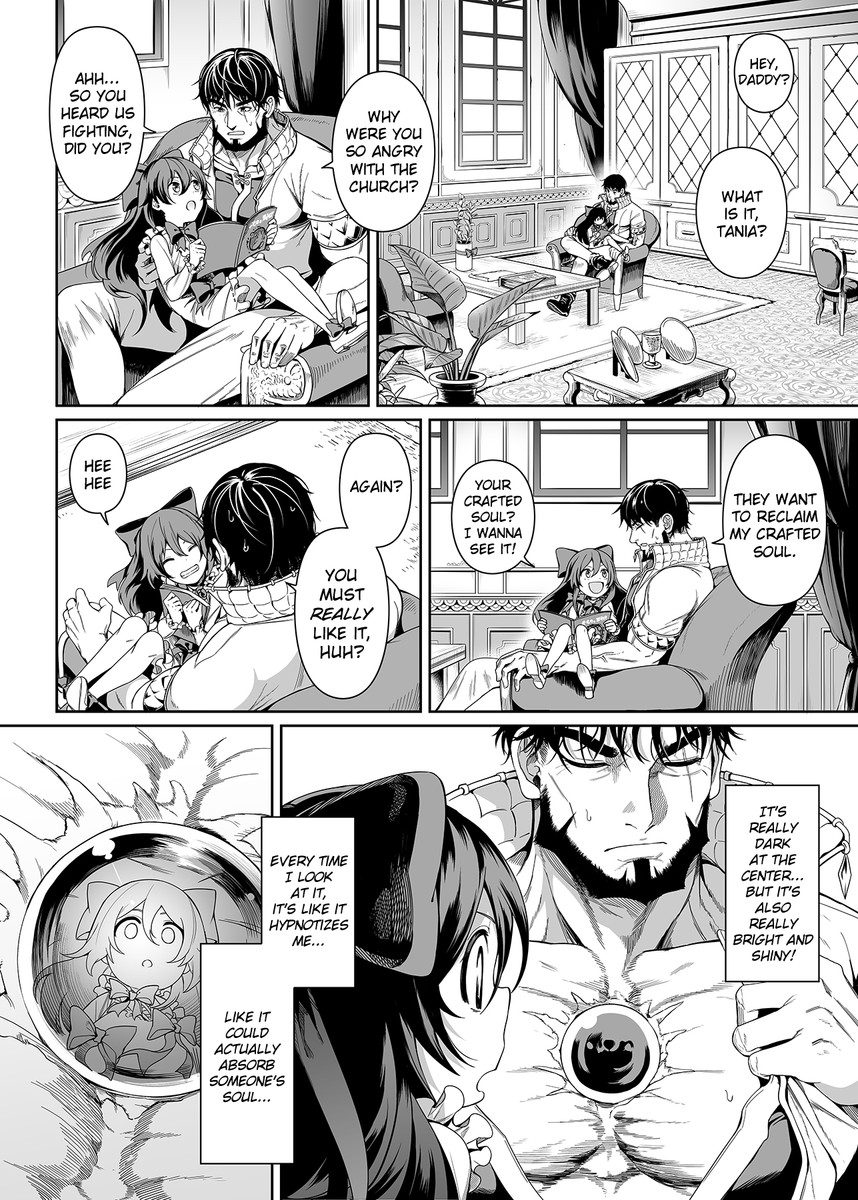 HEY,
DADDY?
WHAT
IS IT,
TANIA?
WHY
WERE YOU
SO ANGRY
WITH THE
CHURCH?
AHH...
SO YOU
HEARD US
FIGHTING,
DID YOU?
THEY WANT
TO RECLAIM
MY CRAFTED
SOUL.
YOUR
CRAFTED
SOUL?
I WANNA
SEE IT!
AGAIN?
YOU
MUST
REALLY
LIKE IT,
HUH?
HEE
HEE
IT'S
REALLY
DARK
AT THE
CENTER...
BUT IT'S
ALSO
REALLY
BRIGHT AND
SHINY!
EVERY TIME
I LOOK
AT IT,
IT'S LIKE IT
HYPNOTIZES
ME...
LIKE IT
COULD
ACTUALLY
ABSORB
SOMEONE'S
SOUL...